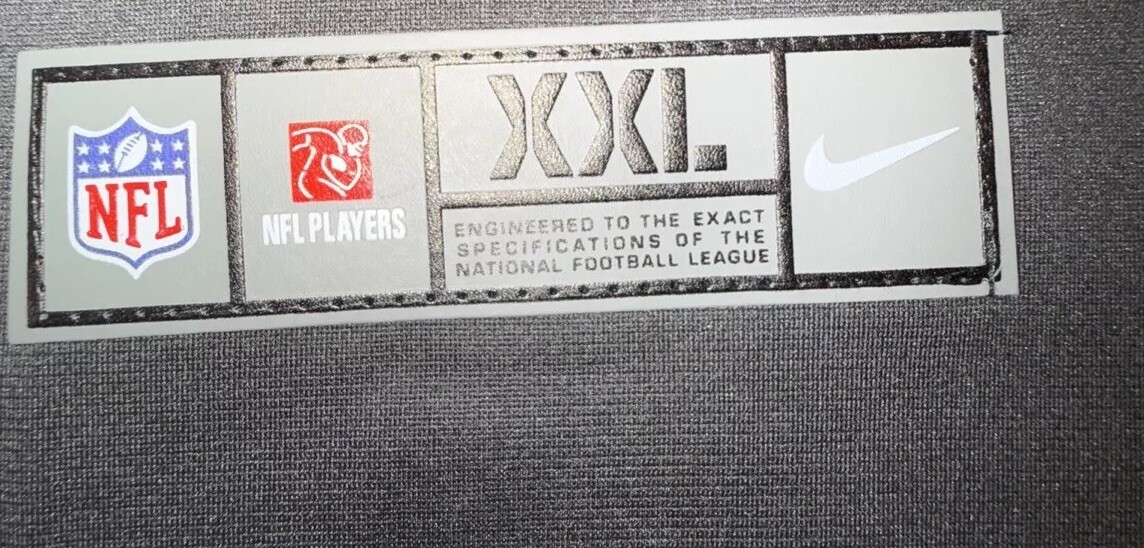 NFL
NFL PLAYERS
XXL
ENGINEERED TO THE EXACT
SPECIFICATIONS OF THE
NATIONAL FOOTBALL LEAGUE